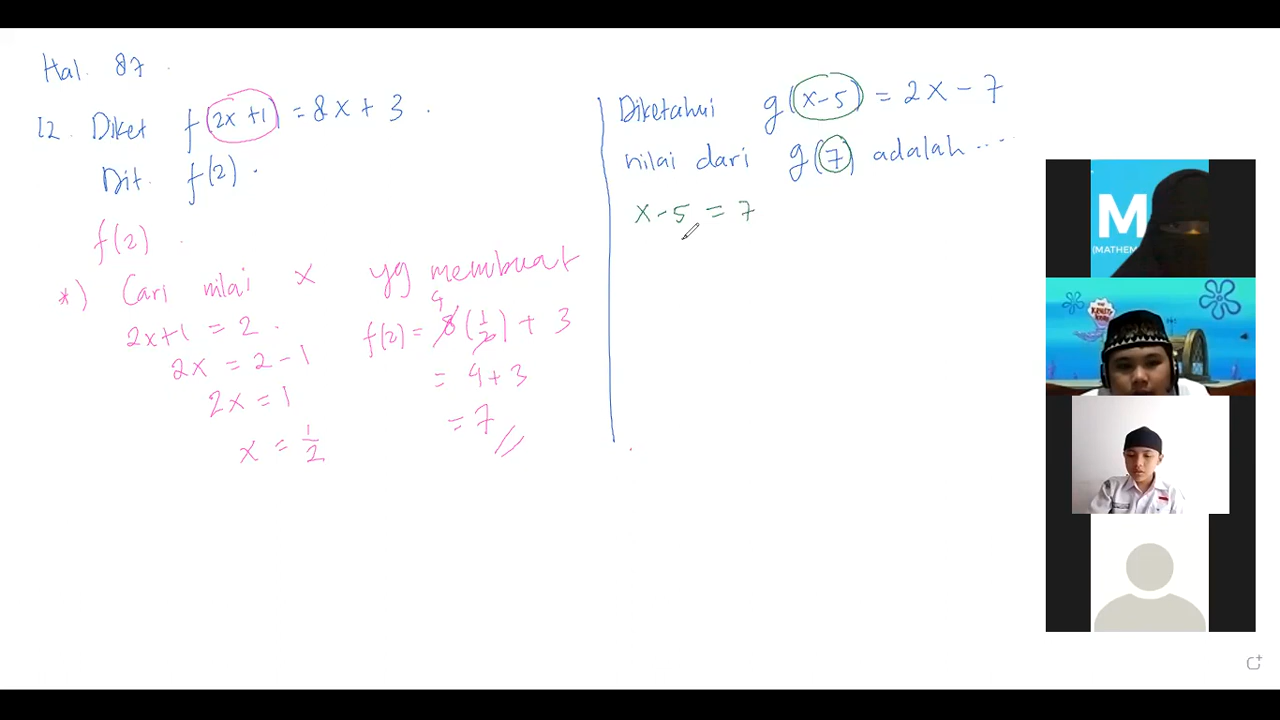 Hal. 87.
12. Diket f(2x+1) = 8x + 3.
Dit. f(2).
f(2).
*) Cari nilai x yg membuat
2x+1 = 2.
2x = 2 - 1
2x = 1
x = 1/2
4
f(2) = 8(1/2) + 3
= 4 + 3
= 7 //
Diketahui g(x-5) = 2x - 7
nilai dari g(7) adalah ....
x - 5 = 7
M
(MATHEM